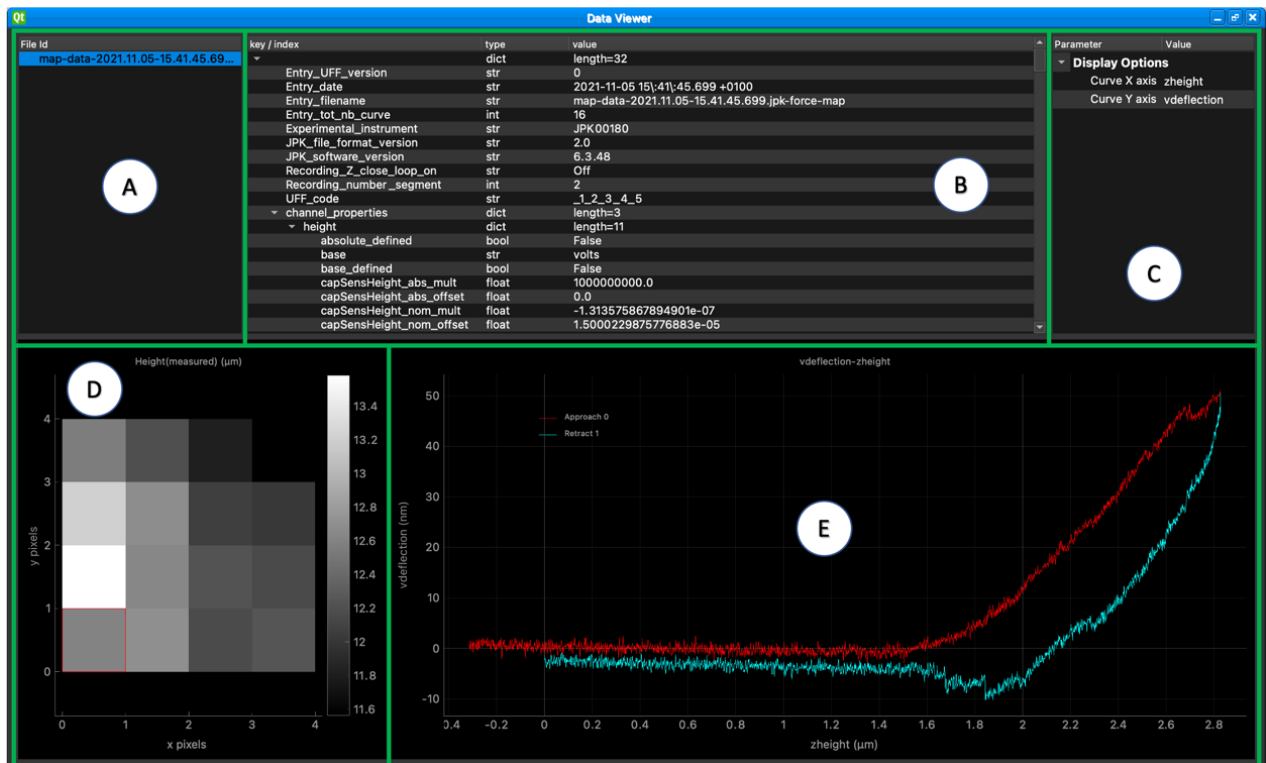 Qt Data Viewer
File Id
map-data-2021.11.05-15.41.45.69...
A
key / index type value
dict length=32
Entry_UFF_version str 0
Entry_date str 2021-11-05 15\:41\:45.699 +0100
Entry_filename str map-data-2021.11.05-15.41.45.699.jpk-force-map
Entry_tot_nb_curve int 16
Experimental_instrument str JPK00180
JPK_file_format_version str 2.0
JPK_software_version str 6.3.48
Recording_Z_close_loop_on str Off
Recording_number_segment int 2
UFF_code str _1_2_3_4_5
channel_properties dict length=3
height dict length=11
absolute_defined bool False
base str volts
base_defined bool False
capSensHeight_abs_mult float 1000000000.0
capSensHeight_abs_offset float 0.0
capSensHeight_nom_mult float -1.313575867894901e-07
capSensHeight_nom_offset float 1.5000229875776883e-05
B
Parameter Value
Display Options
Curve X axis zheight
Curve Y axis vdeflection
C
Height(measured) (µm)
D
4
3
2
1
0
y pixels
0 1 2 3 4
x pixels
13.4
13.2
13
12.8
12.6
12.4
12.2
12
11.8
11.6
vdeflection-zheight
Approach 0
Retract 1
E
50
40
30
20
10
0
-10
vdeflection (nm)
0.4 -0.2 0 0.2 0.4 0.6 0.8 1 1.2 1.4 1.6 1.8 2 2.2 2.4 2.6 2.8
zheight (µm)